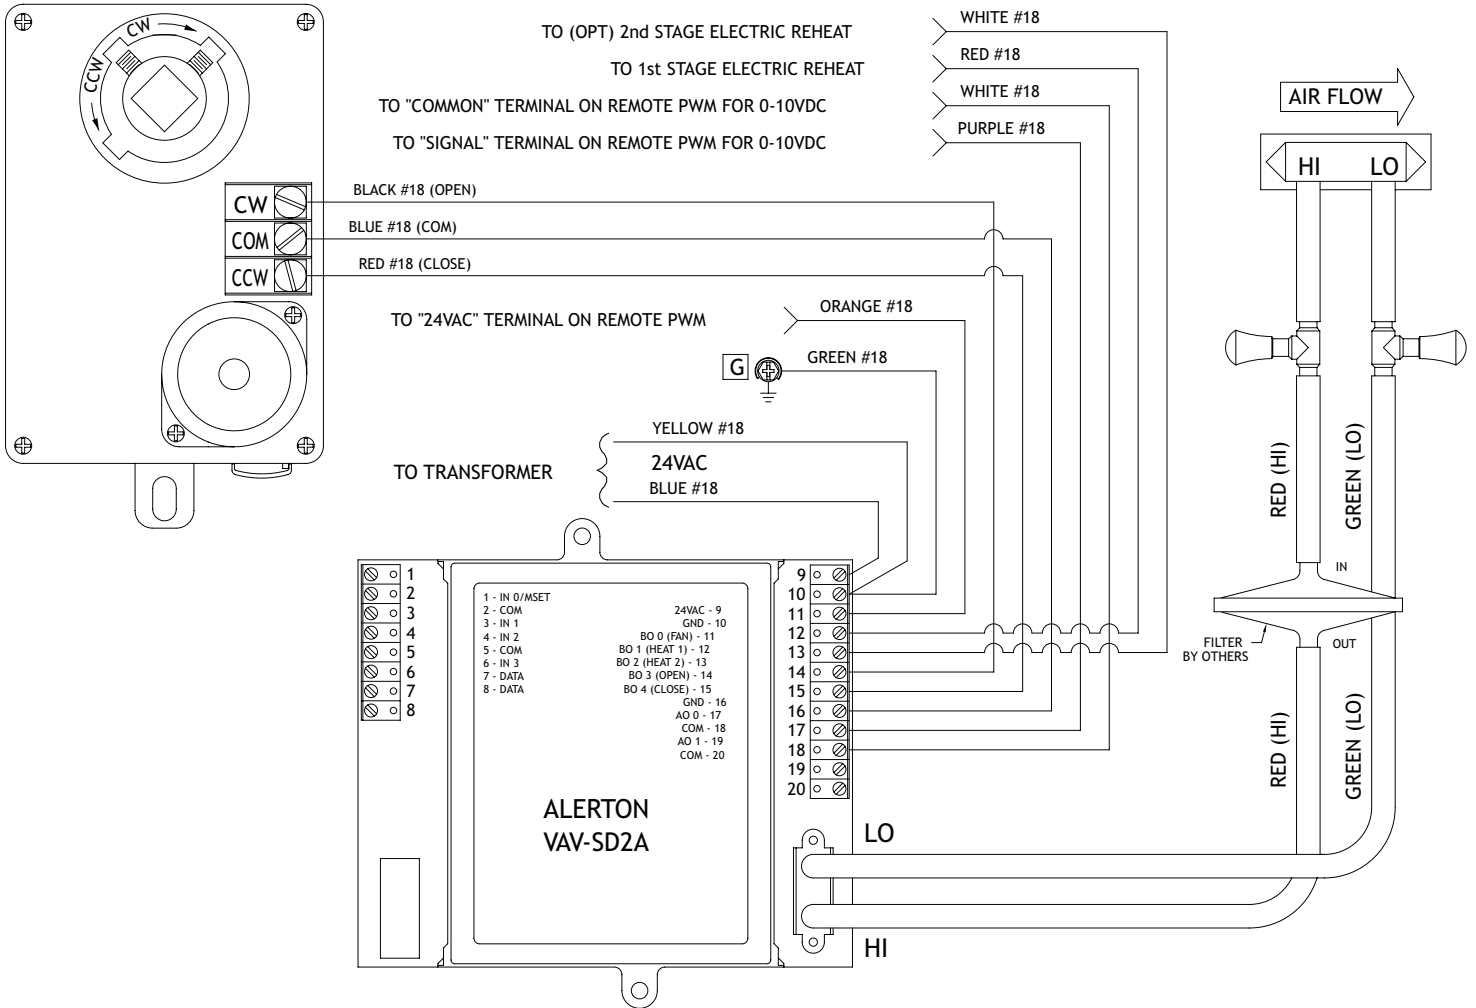 CW
CCW
TO (OPT) 2nd STAGE ELECTRIC REHEAT
WHITE #18
TO 1st STAGE ELECTRIC REHEAT
RED #18
TO "COMMON" TERMINAL ON REMOTE PWM FOR 0-10VDC
WHITE #18
TO "SIGNAL" TERMINAL ON REMOTE PWM FOR 0-10VDC
PURPLE #18
AIR FLOW
HI
LO
CW
BLACK #18 (OPEN)
COM
BLUE #18 (COM)
CCW
RED #18 (CLOSE)
TO "24VAC" TERMINAL ON REMOTE PWM
ORANGE #18
G
GREEN #18
YELLOW #18
TO TRANSFORMER
24VAC
BLUE #18
RED (HI)
GREEN (LO)
IN
FILTER
BY OTHERS
OUT
RED (HI)
GREEN (LO)
1
2
3
4
5
6
7
8
1 - IN 0/MSET
2 - COM
3 - IN 1
4 - IN 2
5 - COM
6 - IN 3
7 - DATA
8 - DATA
24VAC - 9
GND - 10
BO 0 (FAN) - 11
BO 1 (HEAT 1) - 12
BO 2 (HEAT 2) - 13
BO 3 (OPEN) - 14
BO 4 (CLOSE) - 15
GND - 16
AO 0 - 17
COM - 18
AO 1 - 19
COM - 20
9
10
11
12
13
14
15
16
17
18
19
20
ALERTON
VAV-SD2A
LO
HI